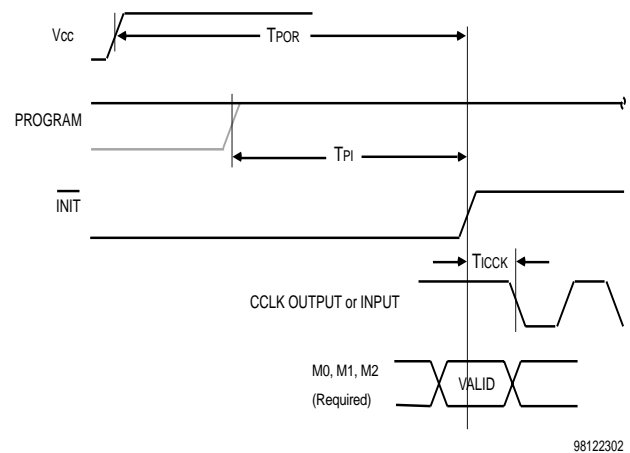 Vcc
TPOR
PROGRAM
TPI
INIT
TICCK
CCLK OUTPUT or INPUT
M0, M1, M2
(Required)
VALID
98122302